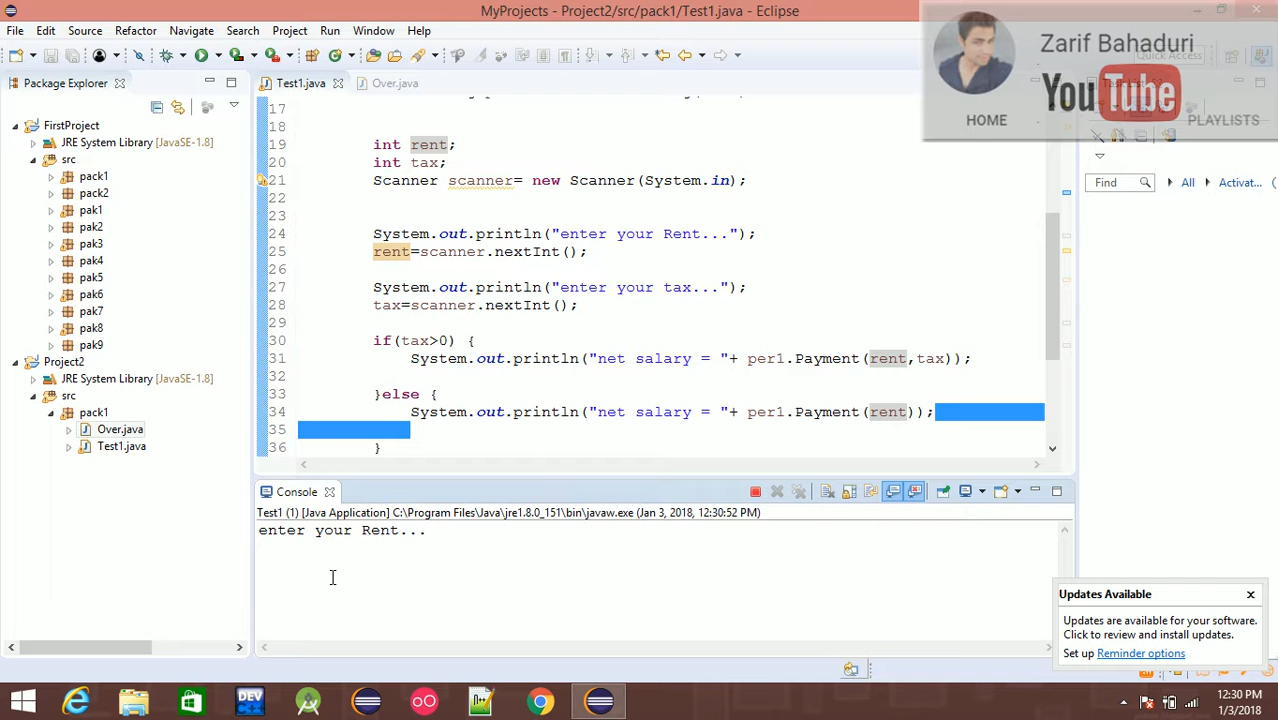 MyProjects - Project2/src/pack1/Test1.java - Eclipse
File Edit Source Refactor Navigate Search Project Run Window Help
Zarif Bahaduri
YouTube
HOME PLAYLISTS
Quick Access
Package Explorer
Test1.java Over.java
FirstProject
JRE System Library [JavaSE-1.8]
src
pack1
pack2
pak1
pak2
pak3
pak4
pak5
pak6
pak7
pak8
pak9
Project2
JRE System Library [JavaSE-1.8]
src
pack1
Over.java
Test1.java
17
18
19 int rent;
20 int tax;
21 Scanner scanner= new Scanner(System.in);
22
23
24 System.out.println("enter your Rent...");
25 rent=scanner.nextInt();
26
27 System.out.println("enter your tax...");
28 tax=scanner.nextInt();
29
30 if(tax>0) {
31 System.out.println("net salary = "+ per1.Payment(rent,tax));
32
33 }else {
34 System.out.println("net salary = "+ per1.Payment(rent));
35
36 }
Find All Activat...
Console
Test1 (1) [Java Application] C:\Program Files\Java\jre1.8.0_151\bin\javaw.exe (Jan 3, 2018, 12:30:52 PM)
enter your Rent...
Updates Available
Updates are available for your software.
Click to review and install updates.
Set up Reminder options
DEV
12:30 PM
1/3/2018